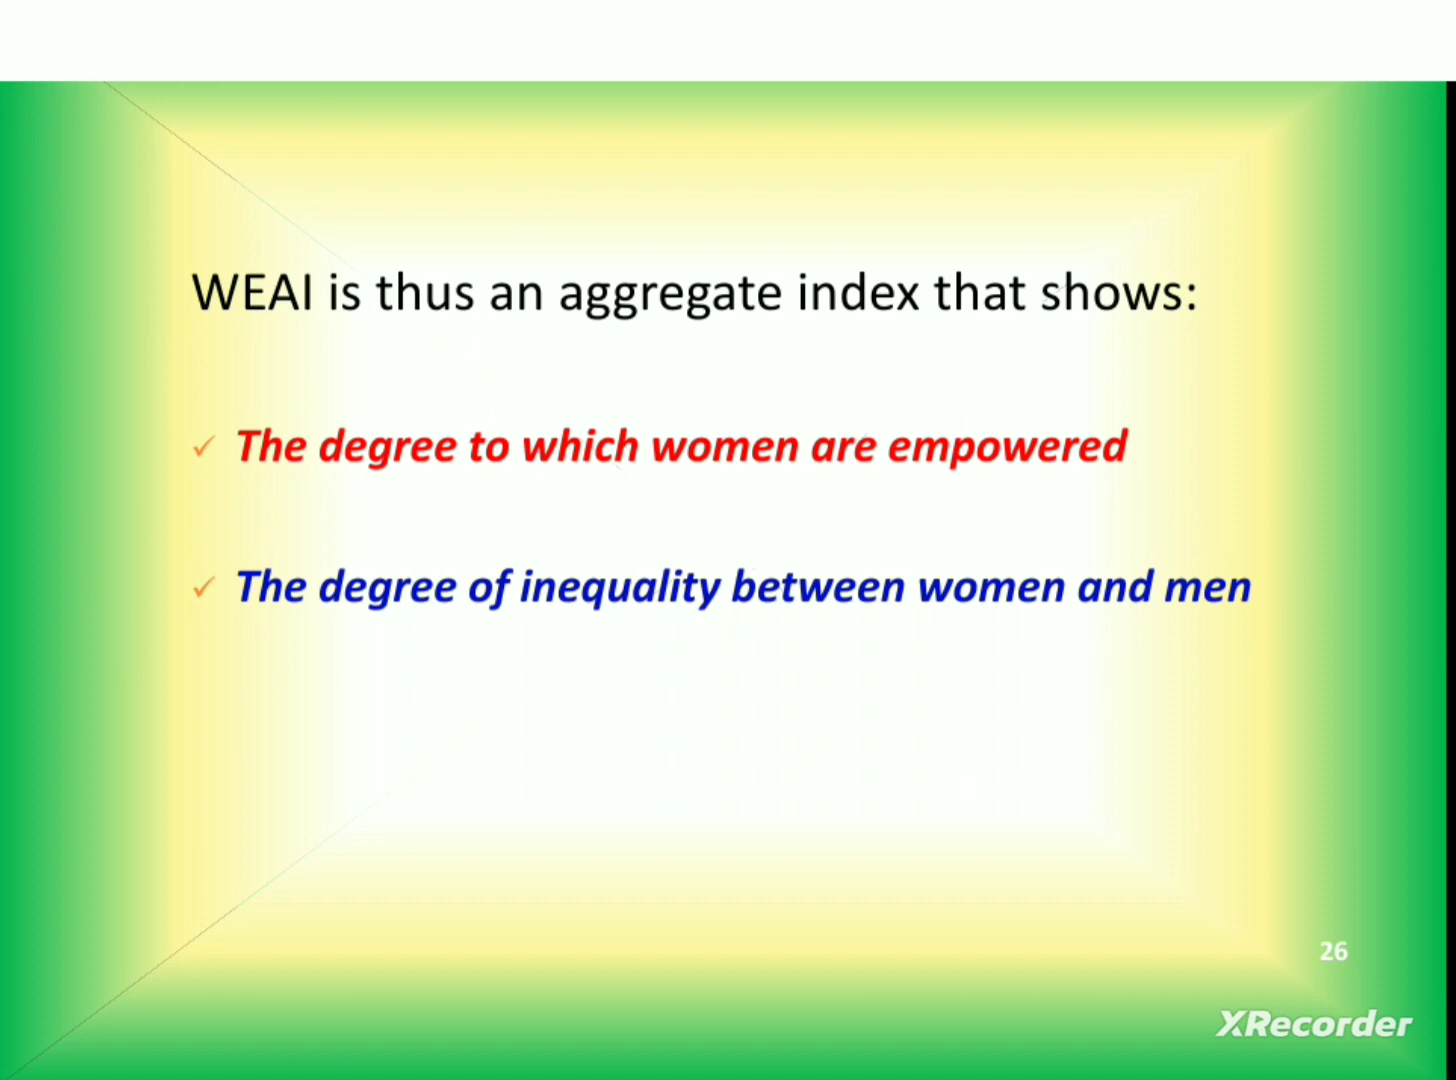 WEAI is thus an aggregate index that shows:
✓ The degree to which women are empowered
✓ The degree of inequality between women and men
26
XRecorder